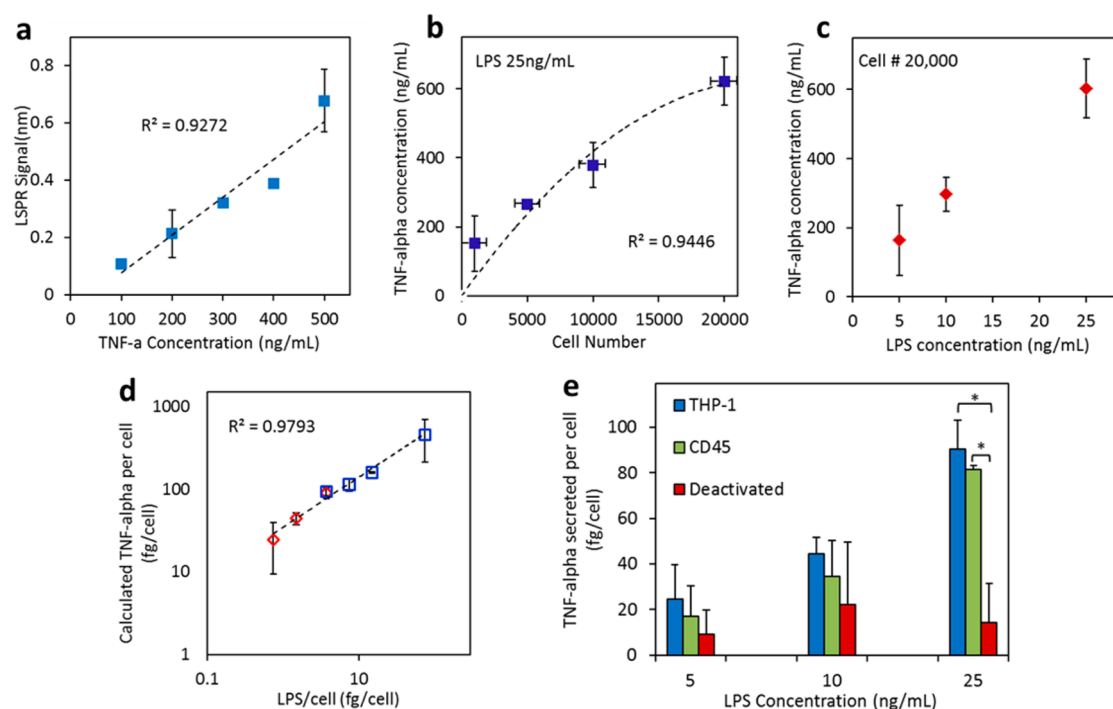 a
LSPR Signal(nm)
0.8
0.6
0.4
0.2
0
R² = 0.9272
0 100 200 300 400 500
TNF-a Concentration (ng/mL)
b
TNF-alpha concentration (ng/mL)
LPS 25ng/mL
600
400
200
0
R² = 0.9446
0 5000 10000 15000 20000
Cell Number
c
TNF-alpha concentration (ng/mL)
Cell # 20,000
600
400
200
0
0 5 10 15 20 25
LPS concentration (ng/mL)
d
Calculated TNF-alpha per cell
(fg/cell)
1000
100
10
1
R² = 0.9793
0.1 10
LPS/cell (fg/cell)
e
TNF-alpha secreted per cell
(fg/cell)
THP-1
CD45
Deactivated
*
*
100
80
60
40
20
0
5 10 25
LPS Concentration (ng/mL)